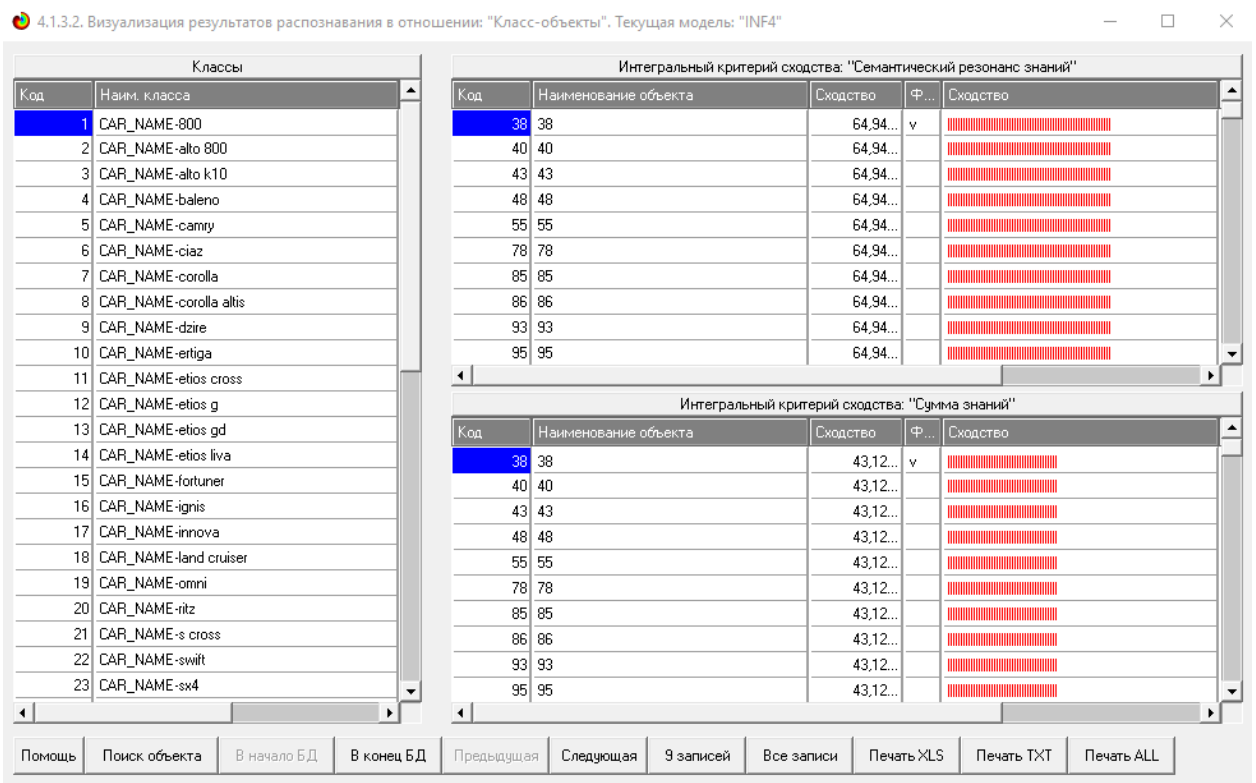 4.1.3.2. Визуализация результатов распознавания в отношении: "Класс-объекты". Текущая модель: "INF4"
Классы
Код Наим. класса
1 CAR_NAME-800
2 CAR_NAME-alto 800
3 CAR_NAME-alto k10
4 CAR_NAME-baleno
5 CAR_NAME-camry
6 CAR_NAME-ciaz
7 CAR_NAME-corolla
8 CAR_NAME-corolla altis
9 CAR_NAME-dzire
10 CAR_NAME-ertiga
11 CAR_NAME-etios cross
12 CAR_NAME-etios g
13 CAR_NAME-etios gd
14 CAR_NAME-etios liva
15 CAR_NAME-fortuner
16 CAR_NAME-ignis
17 CAR_NAME-innova
18 CAR_NAME-land cruiser
19 CAR_NAME-omni
20 CAR_NAME-ritz
21 CAR_NAME-s cross
22 CAR_NAME-swift
23 CAR_NAME-sx4
Интегральный критерий сходства: "Семантический резонанс знаний"
Код Наименование объекта Сходство Ф... Сходство
38 38 64,94... v
40 40 64,94...
43 43 64,94...
48 48 64,94...
55 55 64,94...
78 78 64,94...
85 85 64,94...
86 86 64,94...
93 93 64,94...
95 95 64,94...
Интегральный критерий сходства: "Сумма знаний"
Код Наименование объекта Сходство Ф... Сходство
38 38 43,12... v
40 40 43,12...
43 43 43,12...
48 48 43,12...
55 55 43,12...
78 78 43,12...
85 85 43,12...
86 86 43,12...
93 93 43,12...
95 95 43,12...
Помощь Поиск объекта В начало БД В конец БД Предыдущая Следующая 9 записей Все записи Печать XLS Печать TXT Печать ALL